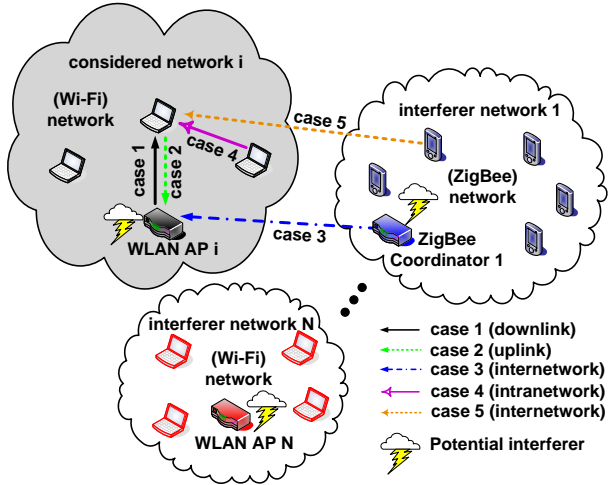 considered network i
(Wi-Fi)
network
case 1
case 2
case 4
case 5
WLAN AP i
case 3
interferer network 1
(ZigBee)
network
ZigBee
Coordinator 1
interferer network N
(Wi-Fi)
network
WLAN AP N
case 1 (downlink)
case 2 (uplink)
case 3 (internetwork)
case 4 (intranetwork)
case 5 (internetwork)
Potential interferer